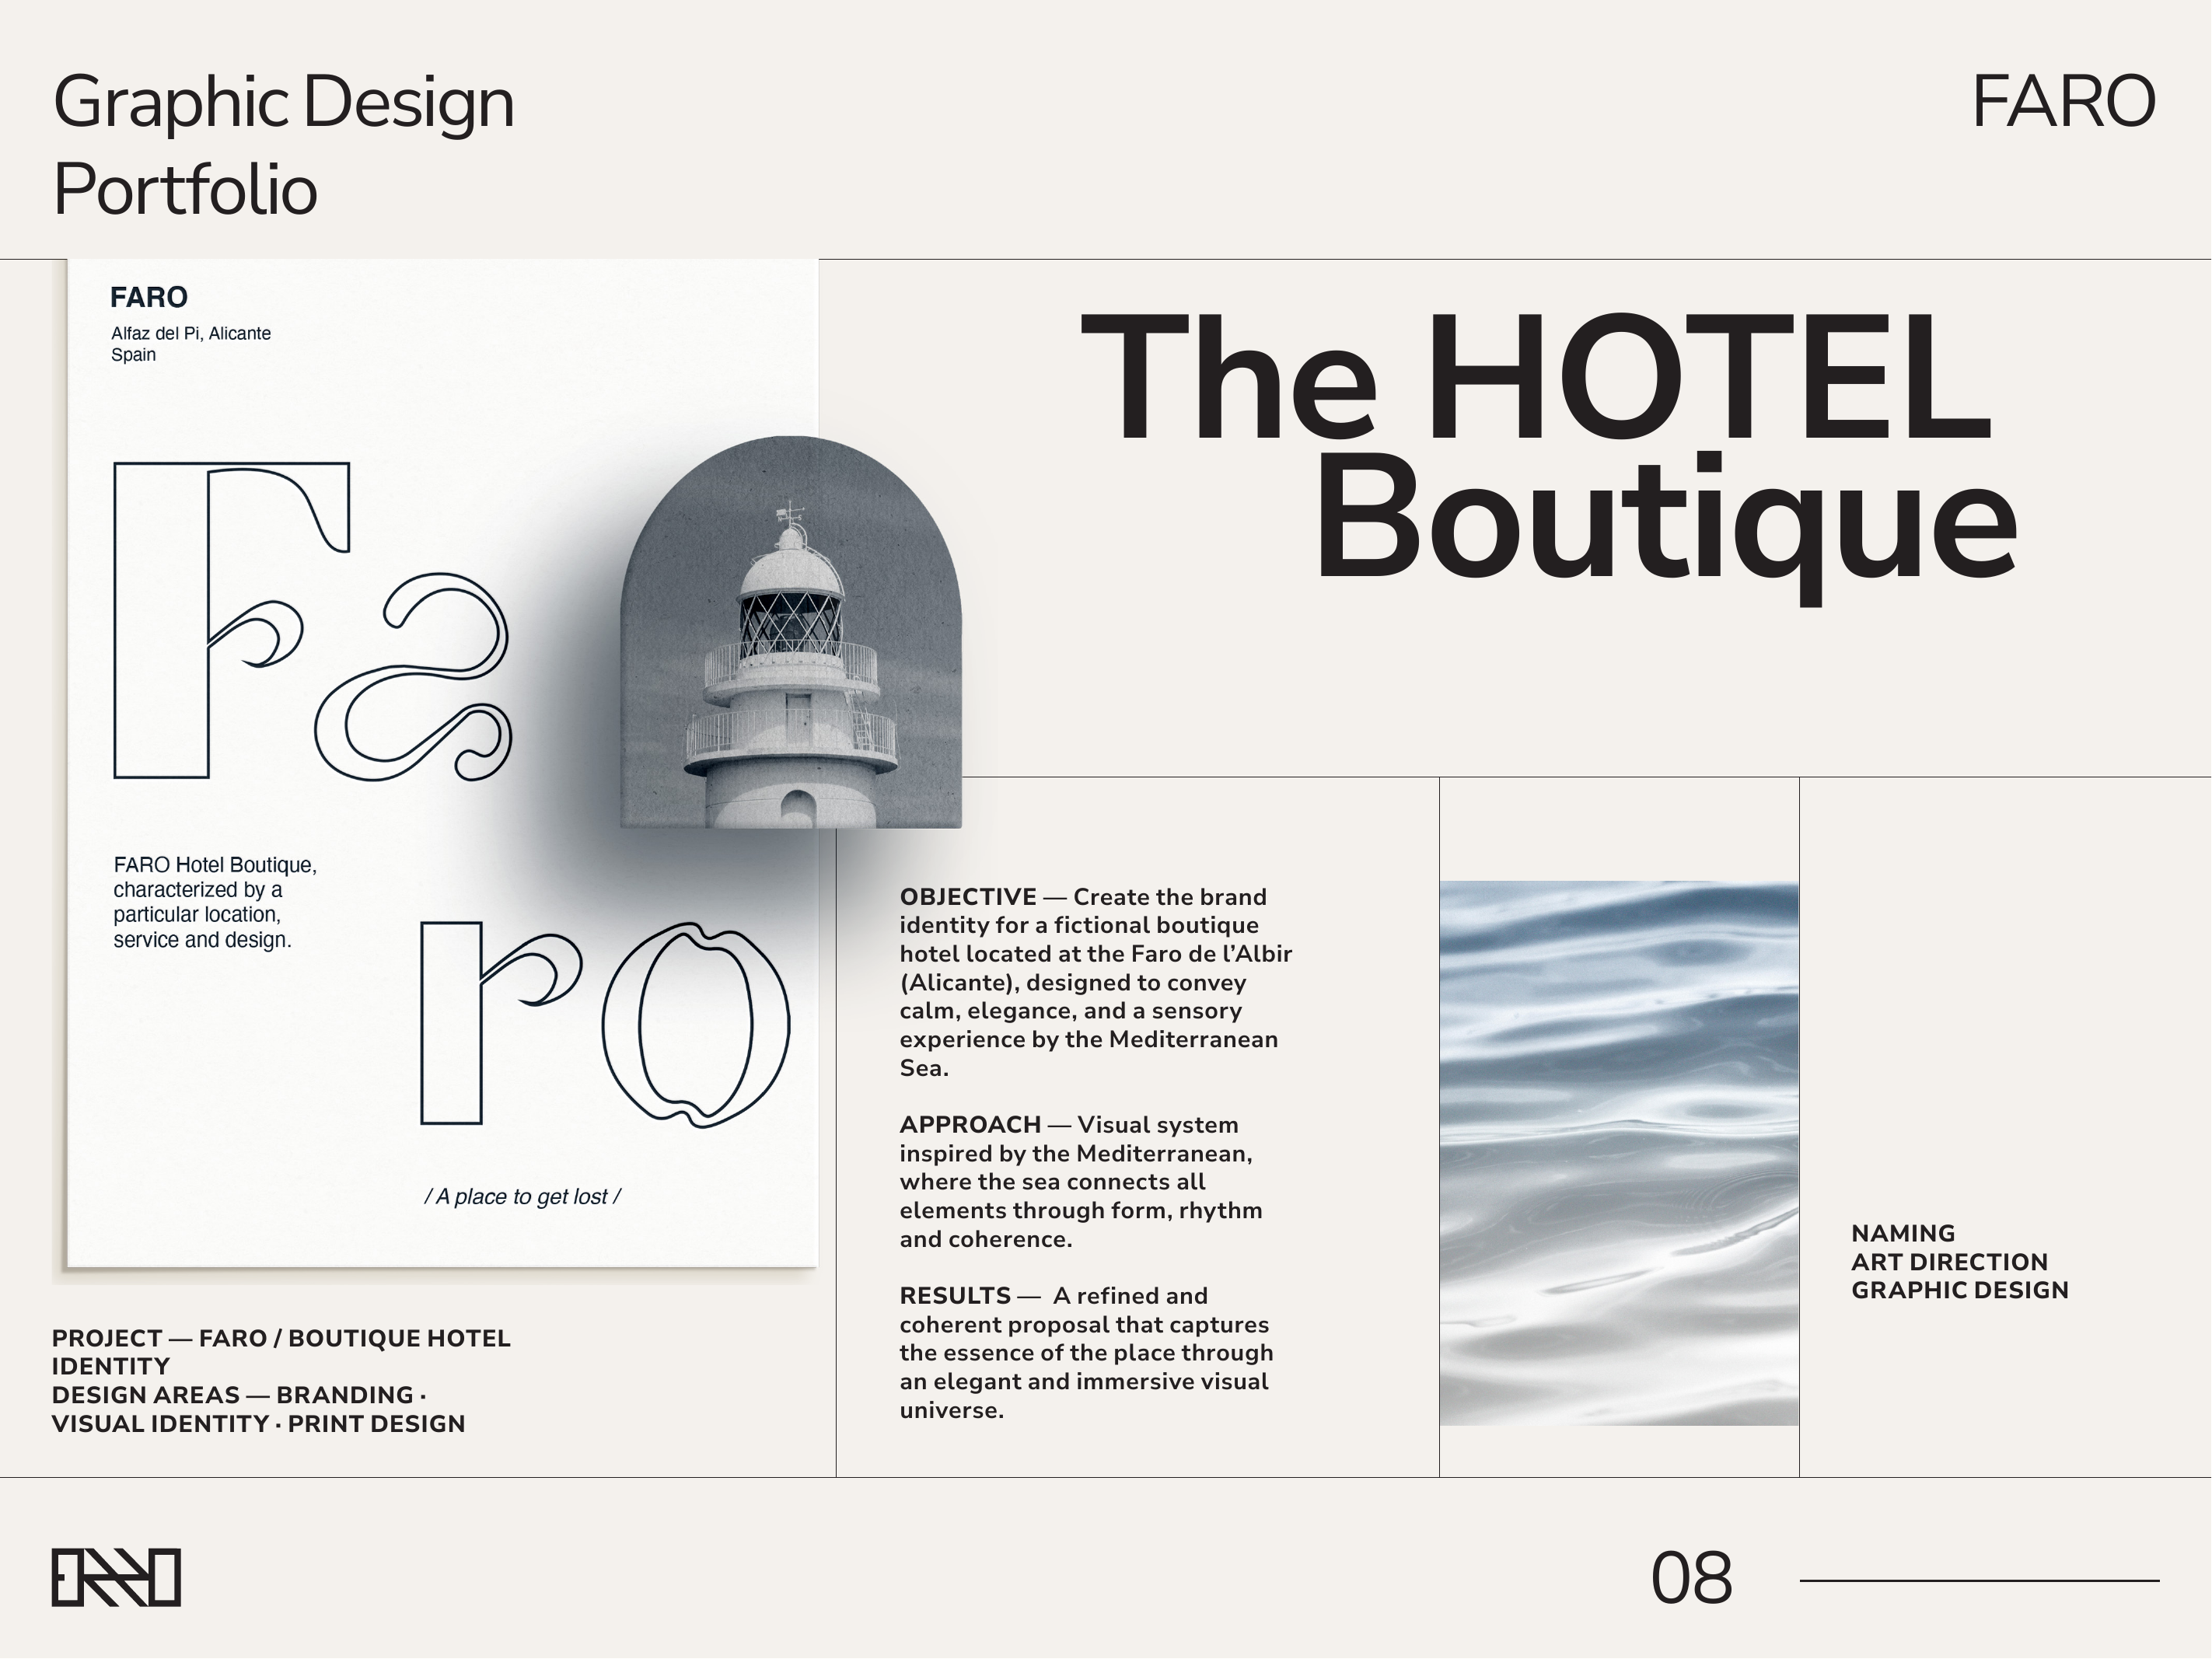 Graphic Design
Portfolio
FARO
FARO
Alfaz del Pi, Alicante
Spain
Fa
ro
FARO Hotel Boutique,
characterized by a
particular location,
service and design.
/ A place to get lost /
The HOTEL
Boutique
OBJECTIVE — Create the brand
identity for a fictional boutique
hotel located at the Faro de l’Albir
(Alicante), designed to convey
calm, elegance, and a sensory
experience by the Mediterranean
Sea.
APPROACH — Visual system
inspired by the Mediterranean,
where the sea connects all
elements through form, rhythm
and coherence.
RESULTS — A refined and
coherent proposal that captures
the essence of the place through
an elegant and immersive visual
universe.
NAMING
ART DIRECTION
GRAPHIC DESIGN
PROJECT — FARO / BOUTIQUE HOTEL
IDENTITY
DESIGN AREAS — BRANDING ·
VISUAL IDENTITY · PRINT DESIGN
08